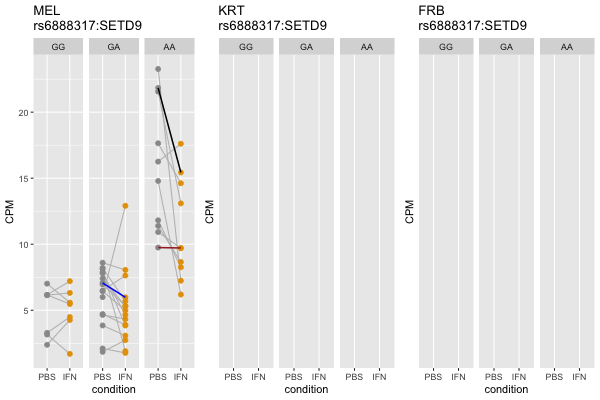 MEL
rs6888317:SETD9
KRT
rs6888317:SETD9
FRB
rs6888317:SETD9
GG GA AA
GG GA AA
GG GA AA
CPM
20
15
10
5
CPM
CPM
PBS IFN PBS IFN PBS IFN
PBS IFN PBS IFN PBS IFN
PBS IFN PBS IFN PBS IFN
condition
condition
condition